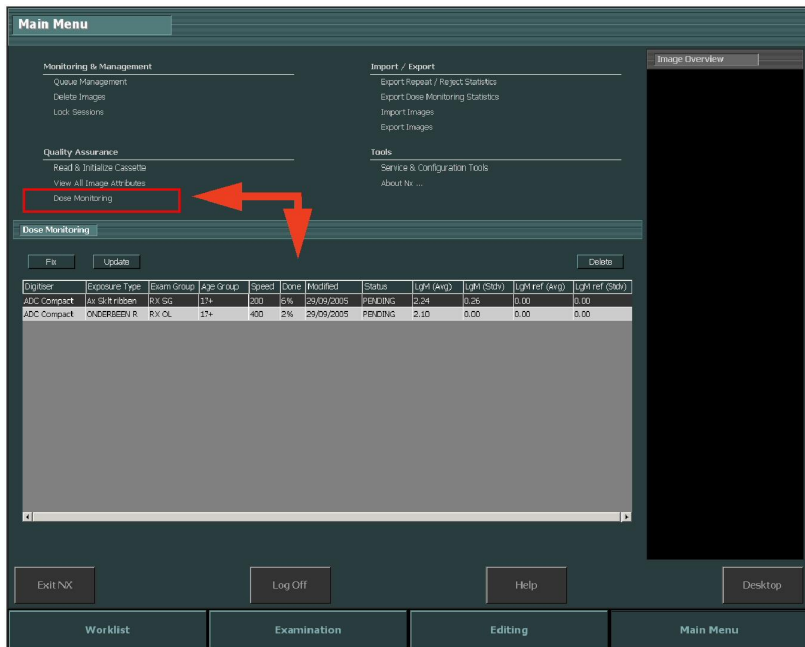 Main Menu
Image Overview
Monitoring & Management
Queue Management
Delete Images
Lock Sessions
Import / Export
Export Repeat / Reject Statistics
Export Dose Monitoring Statistics
Import Images
Export Images
Quality Assurance
Read & Initialize Cassette
View All Image Attributes
Dose Monitoring
Tools
Service & Configuration Tools
About Nx ...
Dose Monitoring
Fix Update Delete
Digitiser Exposure Type Exam Group Age Group Speed Done Modified Status LgM (Avg) LgM (Stdv) LgM ref (Avg) LgM ref (Stdv)
ADC Compact Ax Sklt ribben RX SG 17+ 200 6% 29/09/2005 PENDING 2.24 0.26 0.00 0.00
ADC Compact ONDERBEEN R RX OL 17+ 400 2% 29/09/2005 PENDING 2.10 0.00 0.00 0.00
Exit NX Log Off Help Desktop
Worklist Examination Editing Main Menu